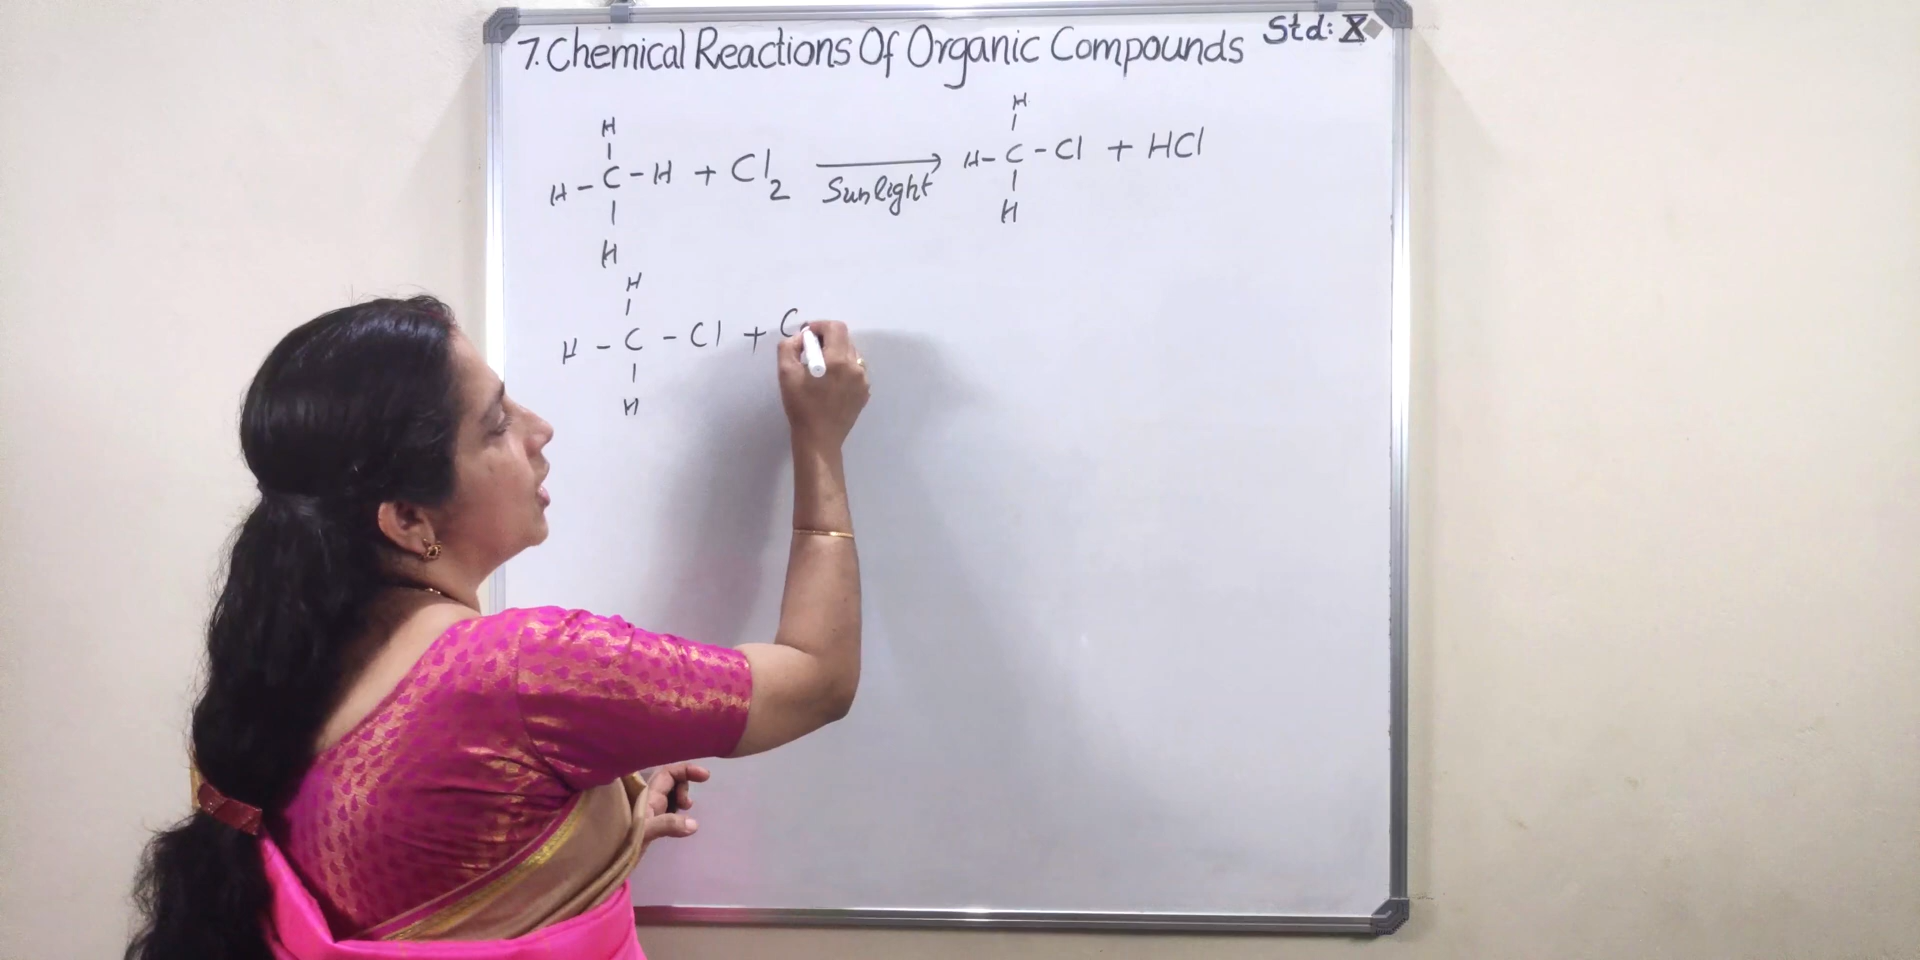 7. Chemical Reactions Of Organic Compounds Std: X
H
H - C - H + Cl2 Sunlight → H - C - Cl + HCl
H
H
H
H - C - Cl + C
H